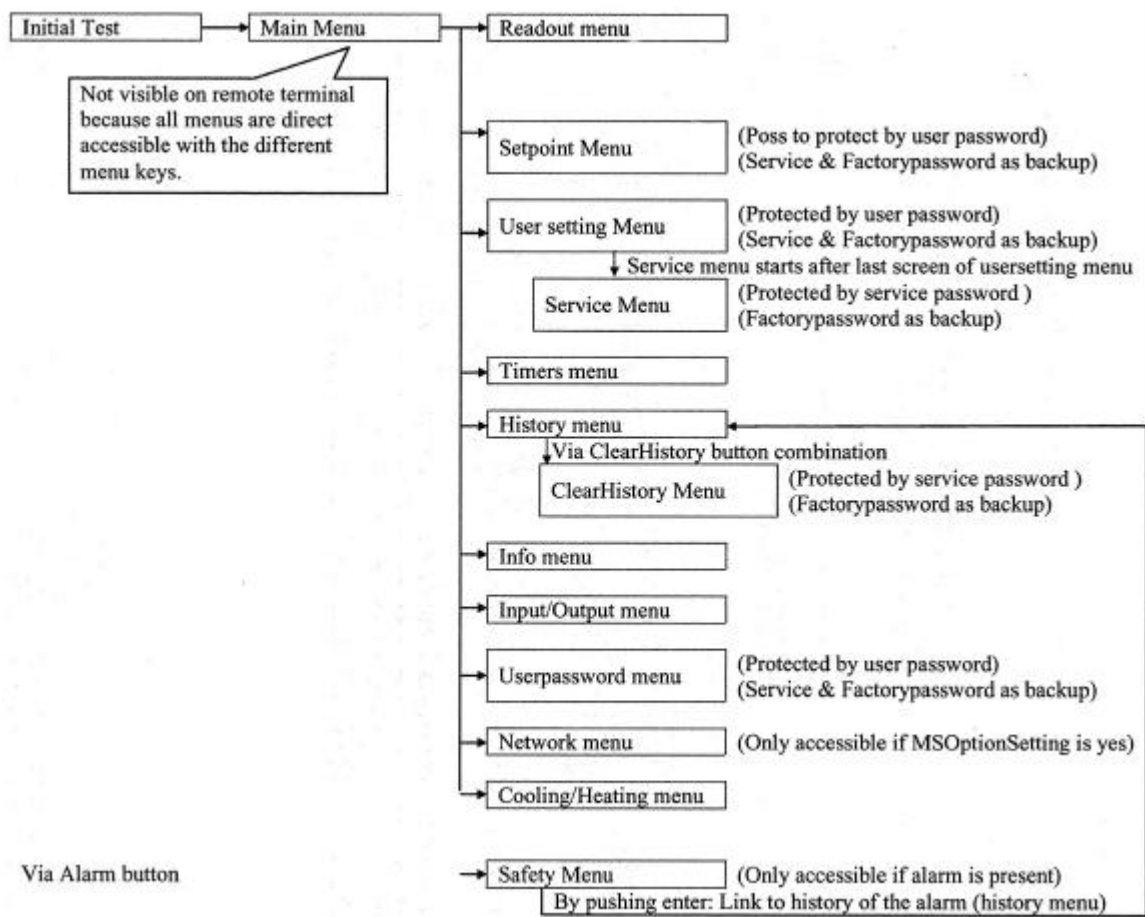 Initial Test
Main Menu
Readout menu
Not visible on remote terminal
because all menus are direct
accessible with the different
menu keys.
Setpoint Menu
(Poss to protect by user password)
(Service & Factorypassword as backup)
User setting Menu
(Protected by user password)
(Service & Factorypassword as backup)
Service menu starts after last screen of usersetting menu
Service Menu
(Protected by service password )
(Factorypassword as backup)
Timers menu
History menu
Via ClearHistory button combination
ClearHistory Menu
(Protected by service password )
(Factorypassword as backup)
Info menu
Input/Output menu
Userpassword menu
(Protected by user password)
(Service & Factorypassword as backup)
Network menu
(Only accessible if MSOptionSetting is yes)
Cooling/Heating menu
Via Alarm button
Safety Menu
(Only accessible if alarm is present)
By pushing enter: Link to history of the alarm (history menu)